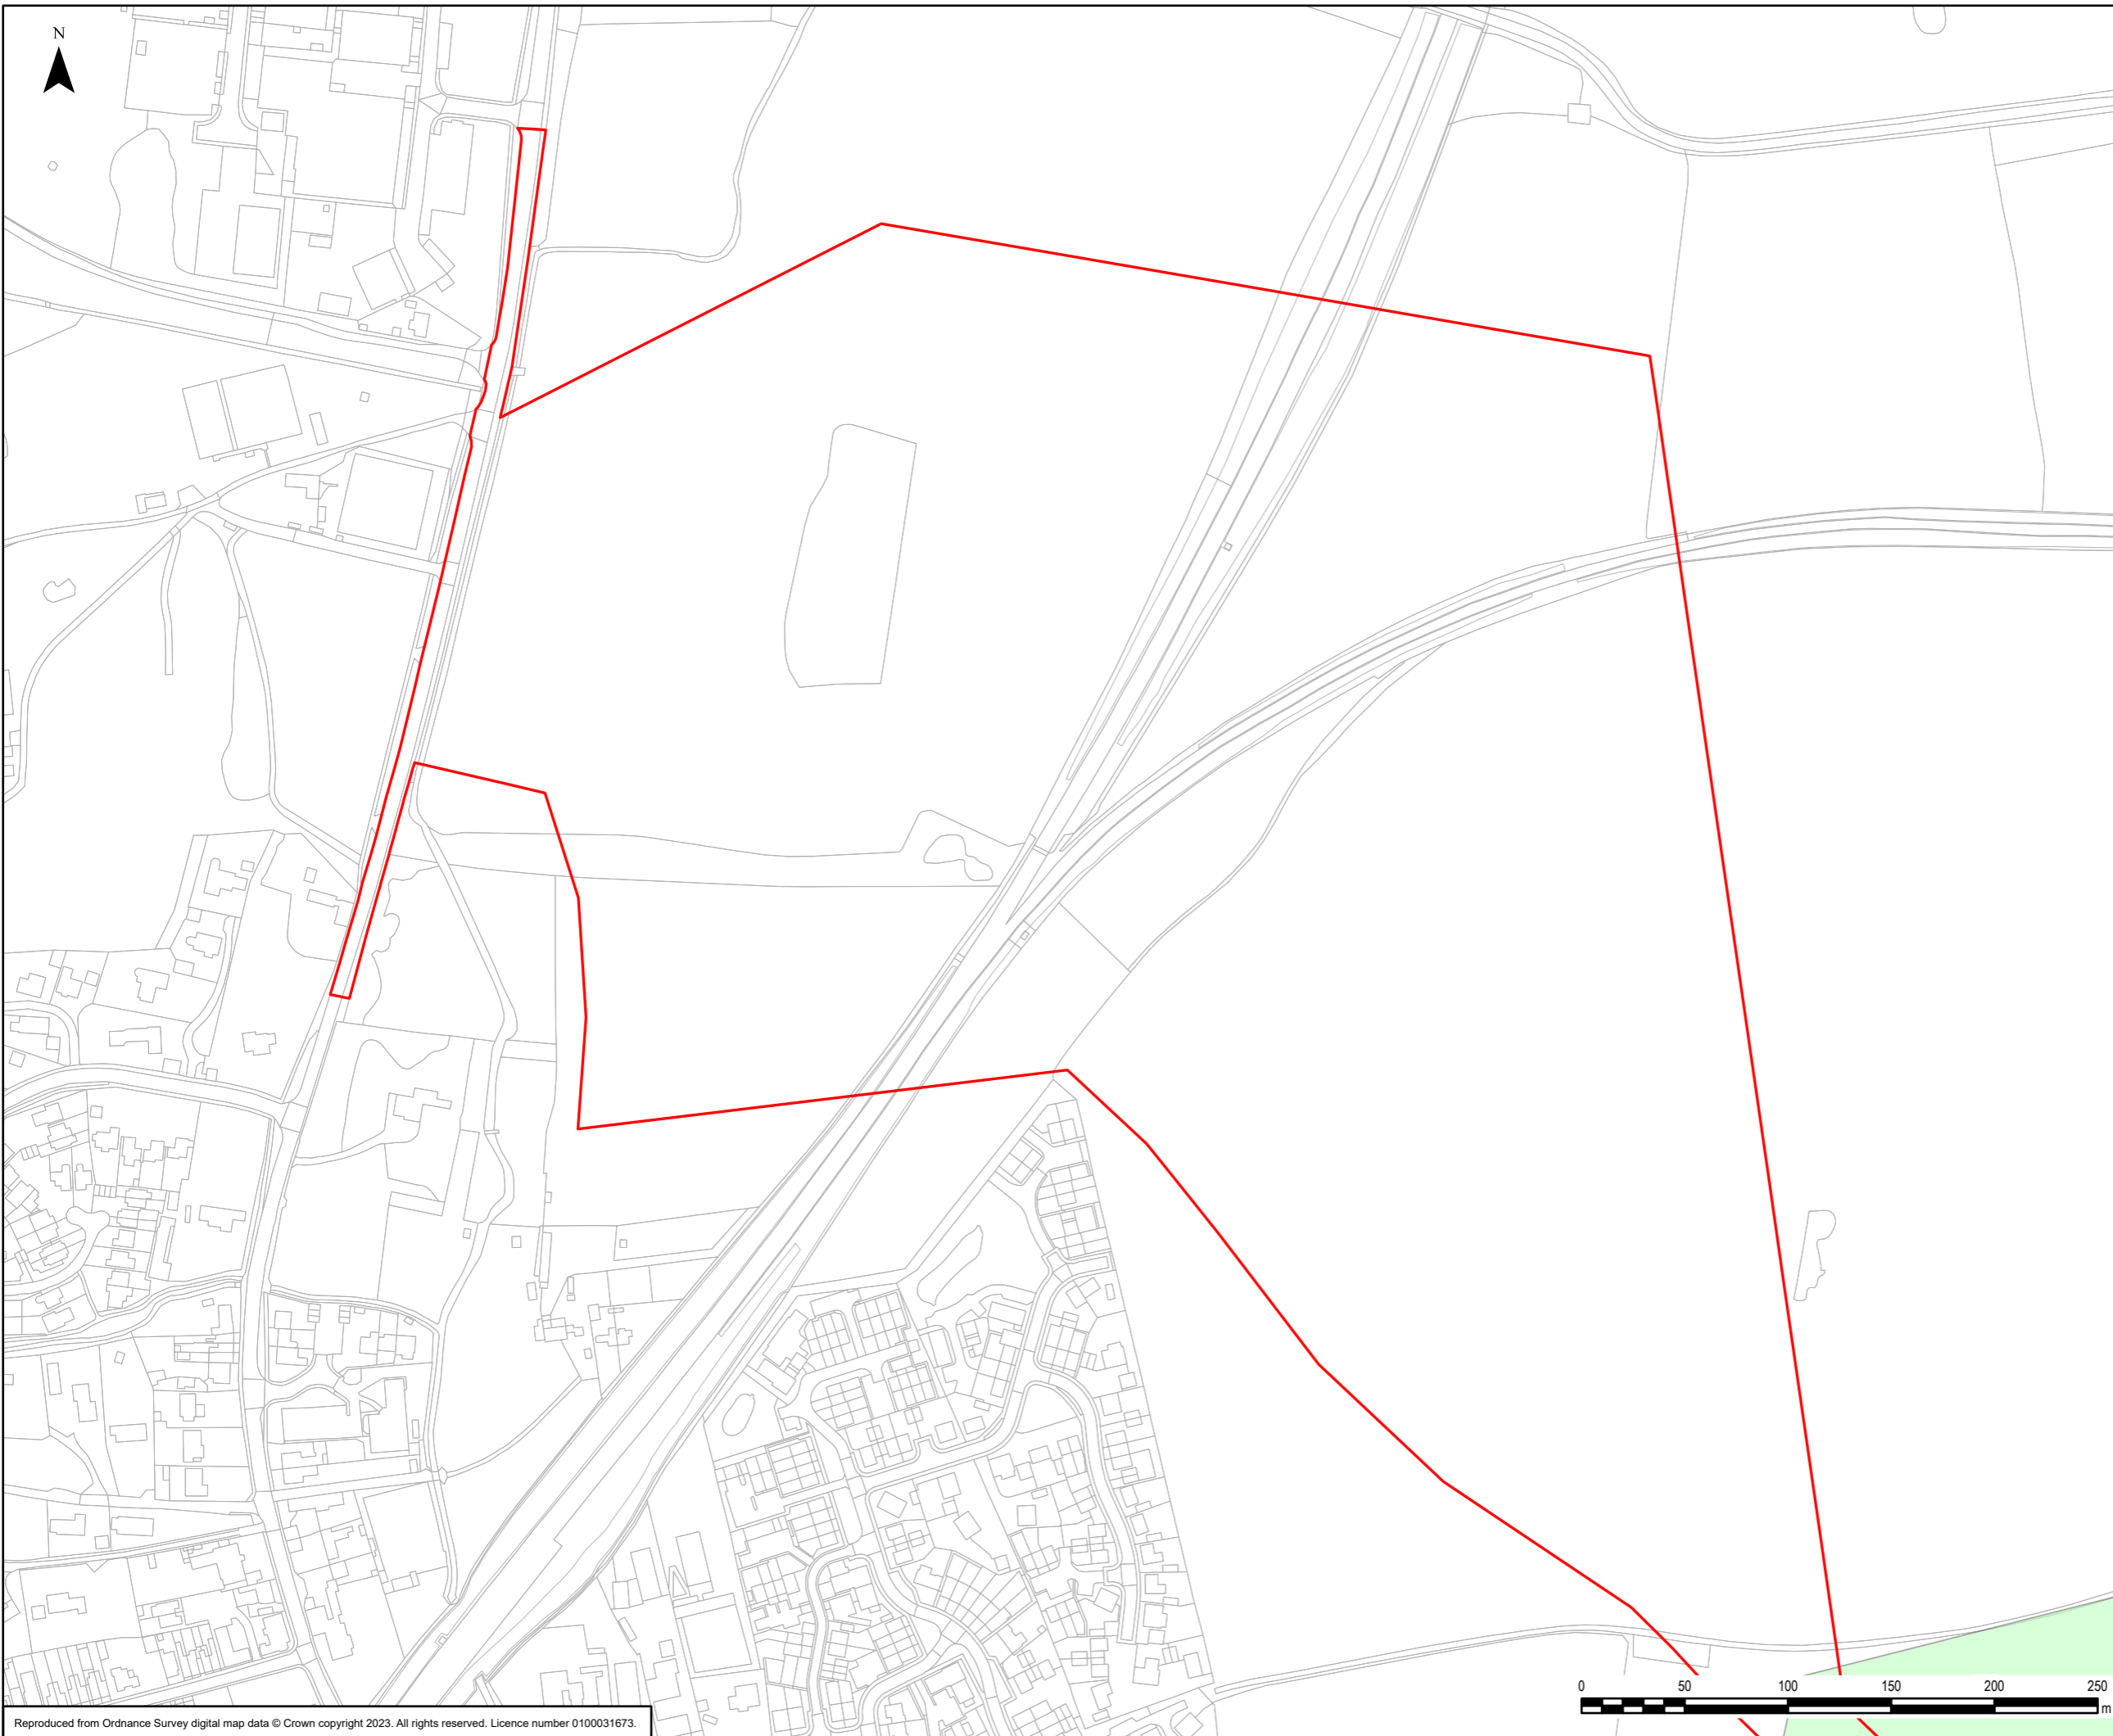 N
0 50 100 150 200 250
m
Reproduced from Ordnance Survey digital map data © Crown copyright 2023. All rights reserved. Licence number 0100031673.